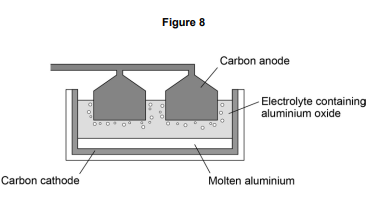 Figure 8
Carbon anode
Electrolyte containing
aluminium oxide
Carbon cathode
Molten aluminium